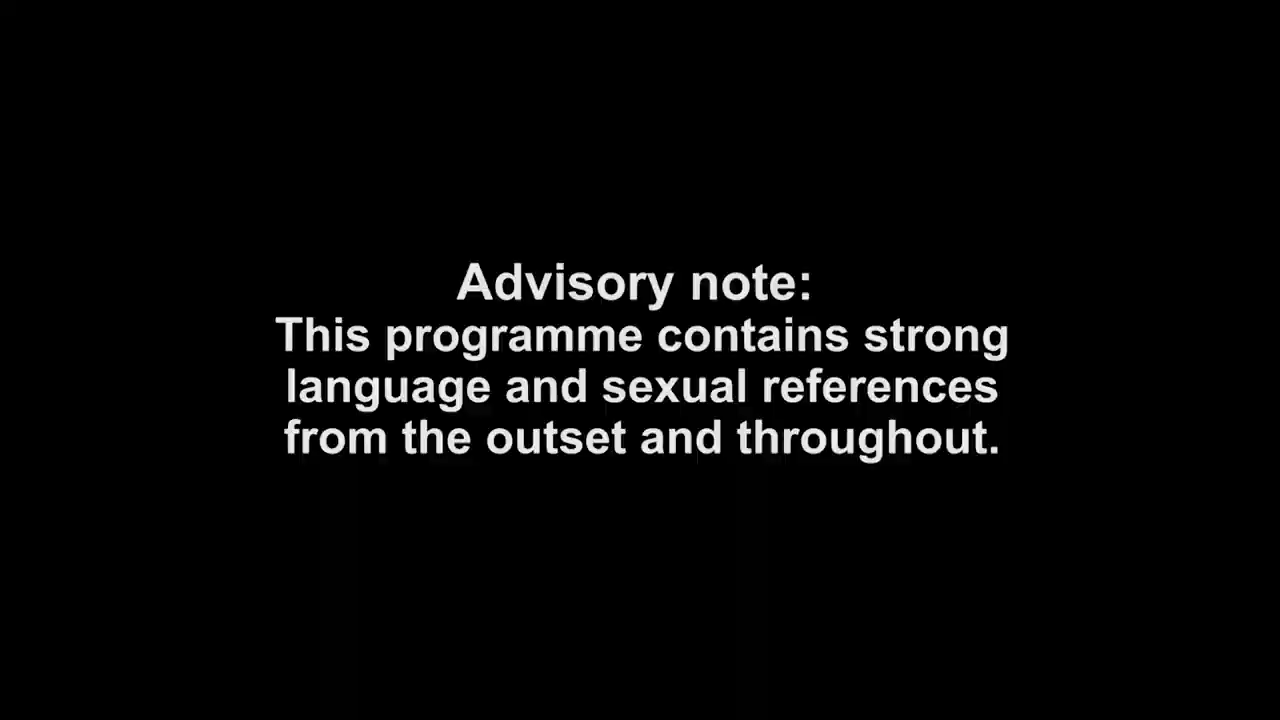 Advisory note:
This programme contains strong
language and sexual references
from the outset and throughout.